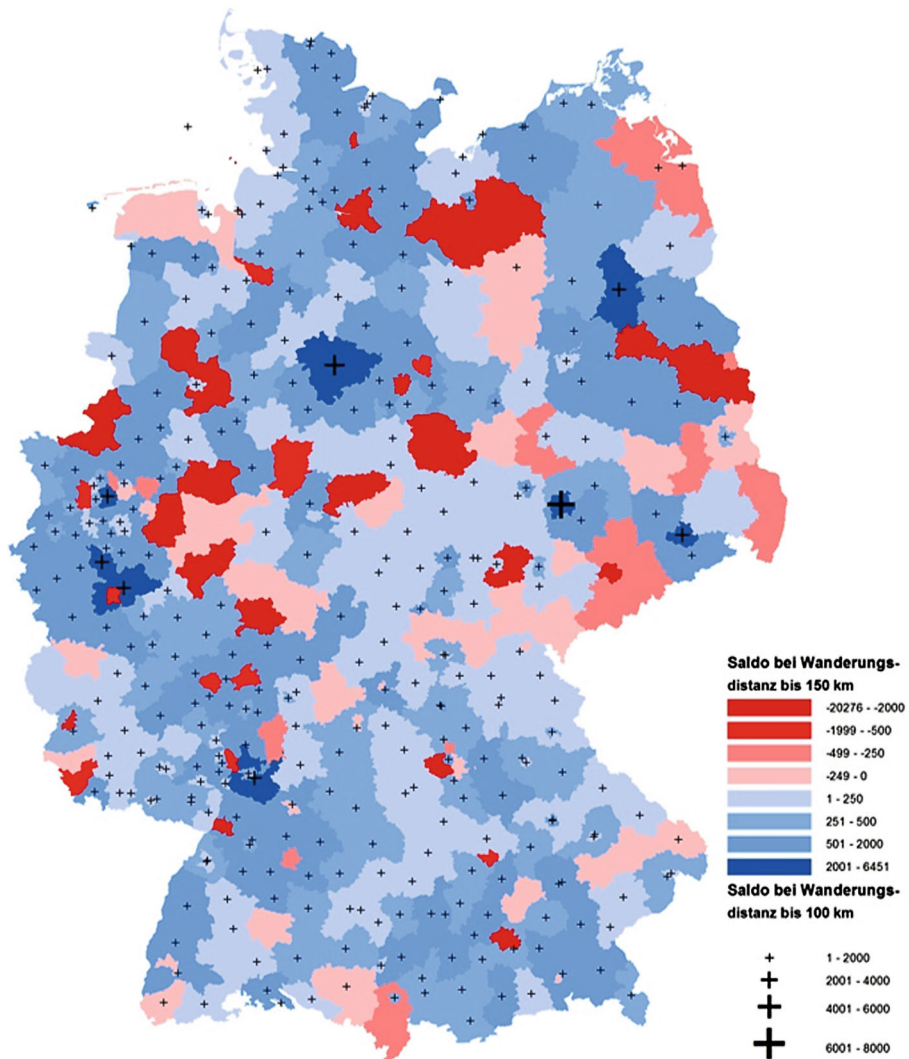 Saldo bei Wanderungs-
distanz bis 150 km
-20276 - -2000
-1999 - -500
-499 - -250
-249 - 0
1 - 250
251 - 500
501 - 2000
2001 - 6451
Saldo bei Wanderungs-
distanz bis 100 km
1 - 2000
2001 - 4000
4001 - 6000
6001 - 8000